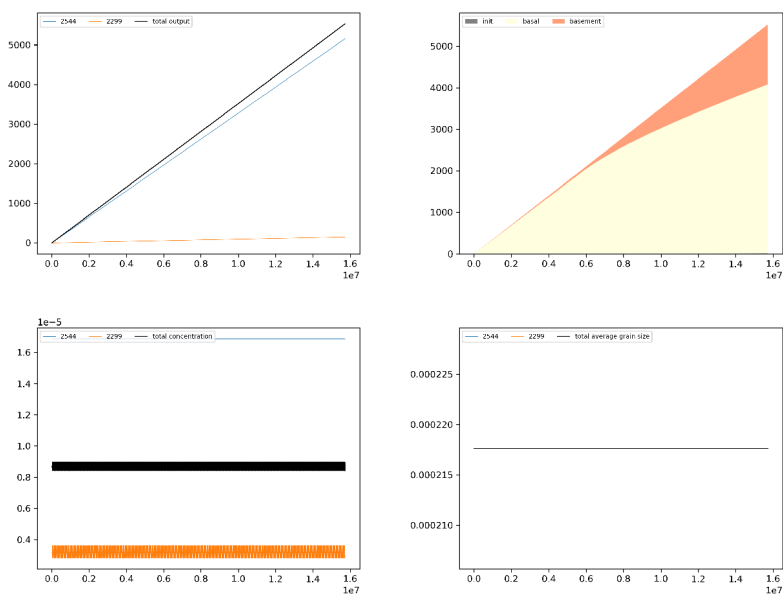 2544 2299 total output
5000
4000
3000
2000
1000
0
0.0 0.2 0.4 0.6 0.8 1.0 1.2 1.4 1.6
1e7
init basal basement
5000
4000
3000
2000
1000
0
0.0 0.2 0.4 0.6 0.8 1.0 1.2 1.4 1.6
1e7
1e−5
2544 2299 total concentration
1.6
1.4
1.2
1.0
0.8
0.6
0.4
0.0 0.2 0.4 0.6 0.8 1.0 1.2 1.4 1.6
1e7
2544 2299 total average grain size
0.000225
0.000220
0.000215
0.000210
0.0 0.2 0.4 0.6 0.8 1.0 1.2 1.4 1.6
1e7